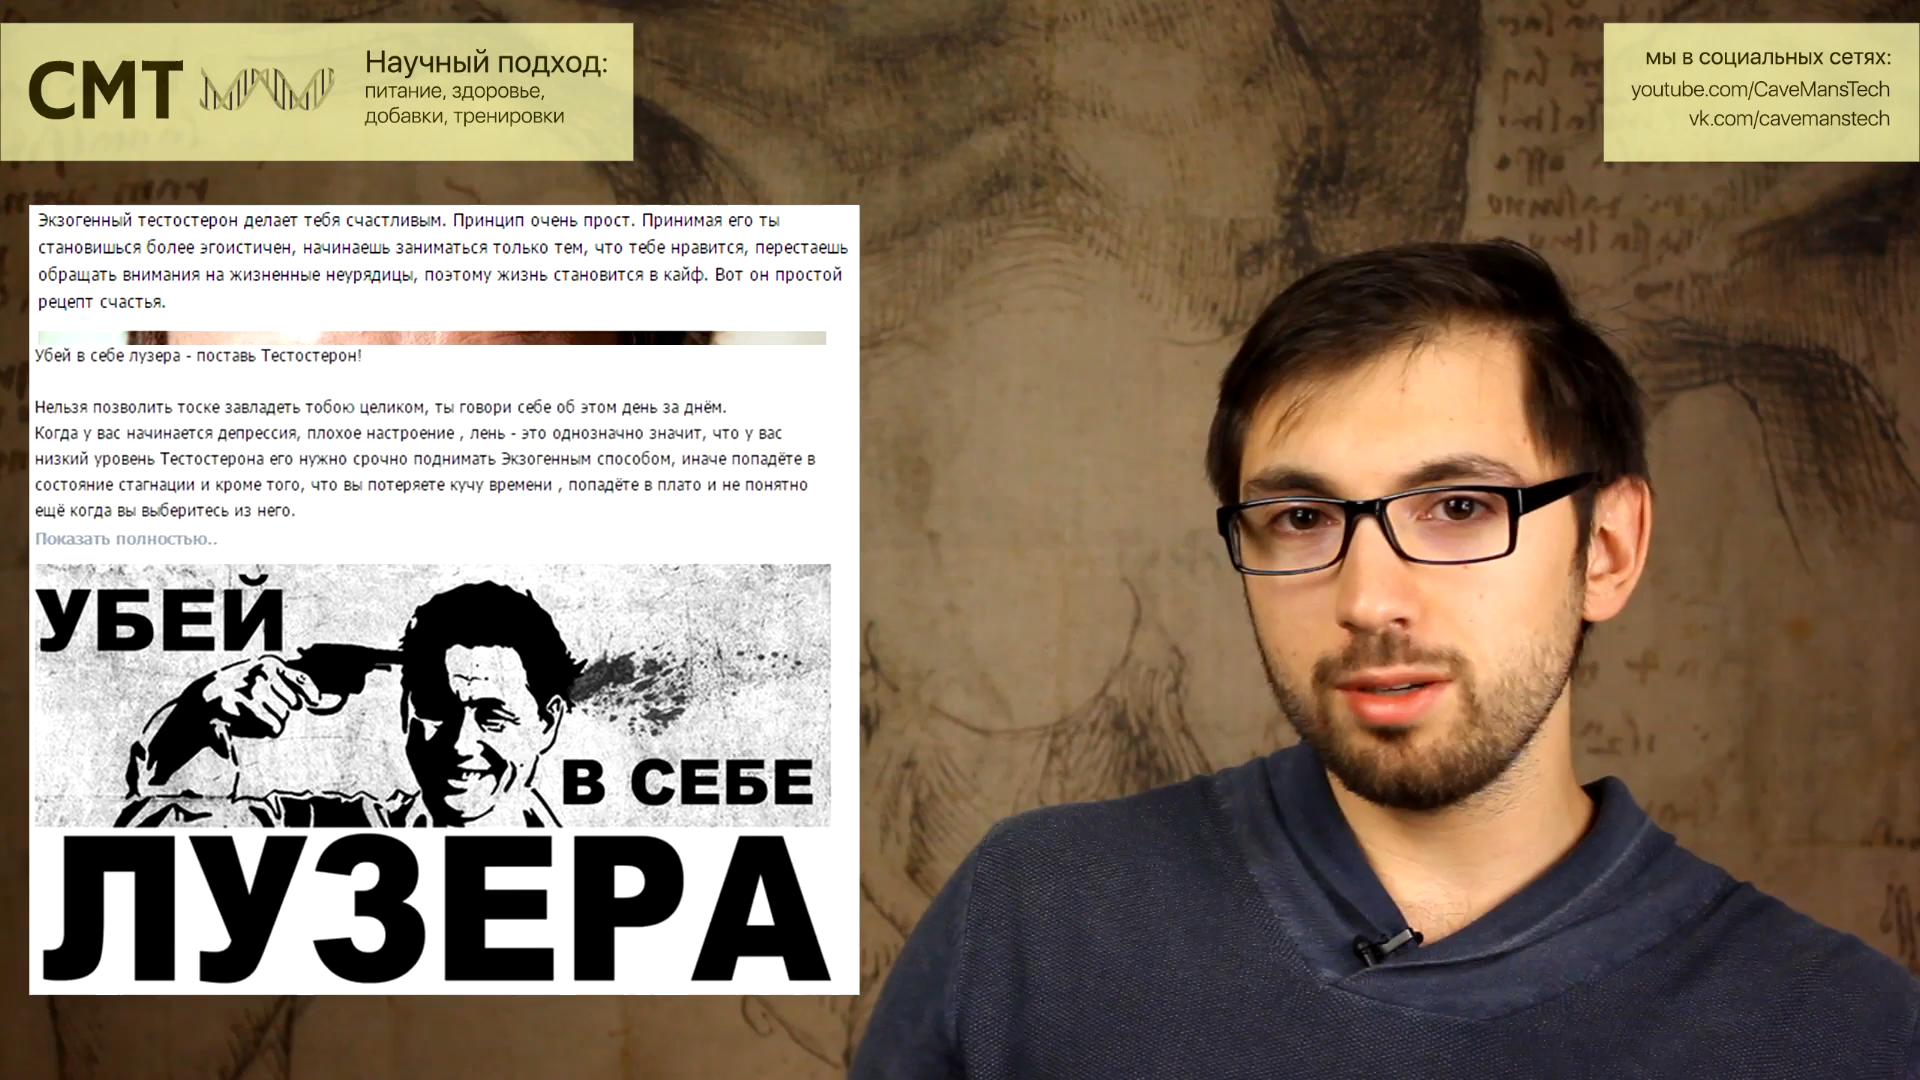 CMT
Научный подход:
питание, здоровье,
добавки, тренировки
мы в социальных сетях:
youtube.com/CaveMansTech
vk.com/cavemanstech
Экзогенный тестостерон делает тебя счастливым. Принцип очень прост. Принимая его ты
становишься более эгоистичен, начинаешь заниматься только тем, что тебе нравится, перестаешь
обращать внимания на жизненные неурядицы, поэтому жизнь становится в кайф. Вот он простой
рецепт счастья.
Убей в себе лузера - поставь Тестостерон!
Нельзя позволить тоске завладеть тобою целиком, ты говори себе об этом день за днём.
Когда у вас начинается депрессия, плохое настроение , лень - это однозначно значит, что у вас
низкий уровень Тестостерона его нужно срочно поднимать Экзогенным способом, иначе попадёте в
состояние стагнации и кроме того, что вы потеряете кучу времени , попадёте в плато и не понятно
ещё когда вы выберитесь из него.
Показать полностью..
УБЕЙ
В СЕБЕ
ЛУЗЕРА